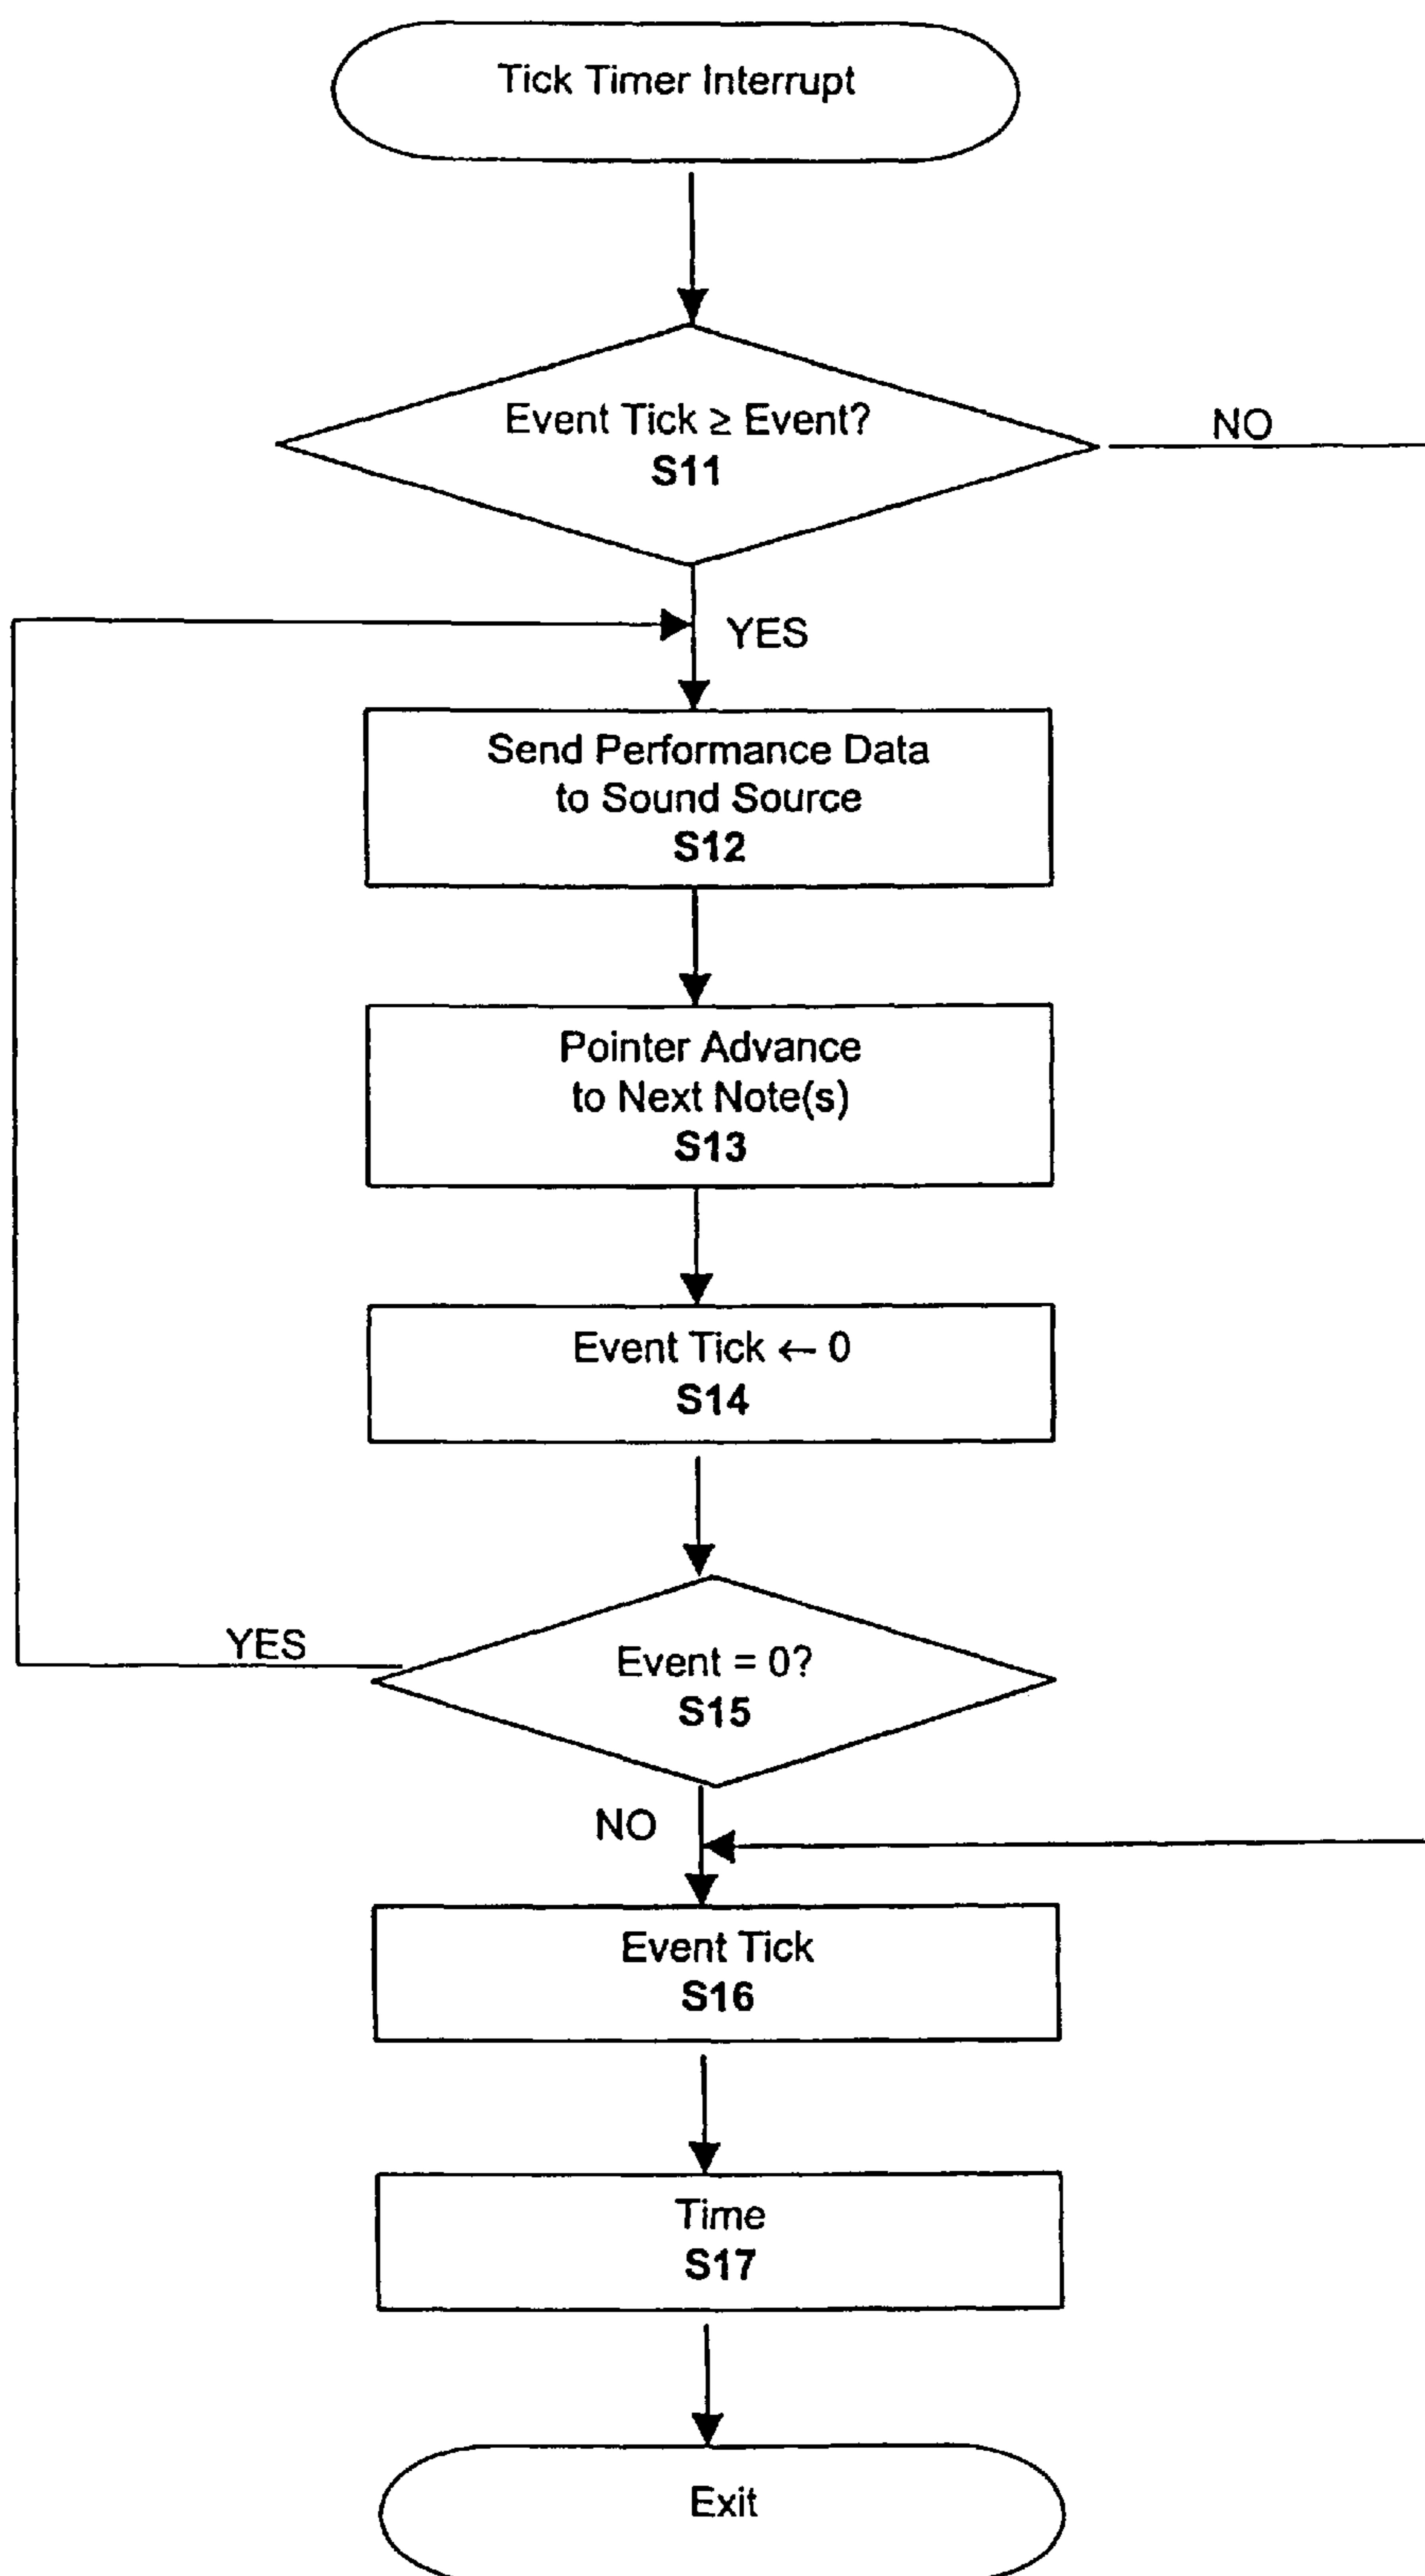 Tick Timer Interrupt
Event Tick ≥ Event?
S11
NO
YES
Send Performance Data
to Sound Source
S12
Pointer Advance
to Next Note(s)
S13
Event Tick ← 0
S14
YES
Event = 0?
S15
NO
Event Tick
S16
Time
S17
Exit